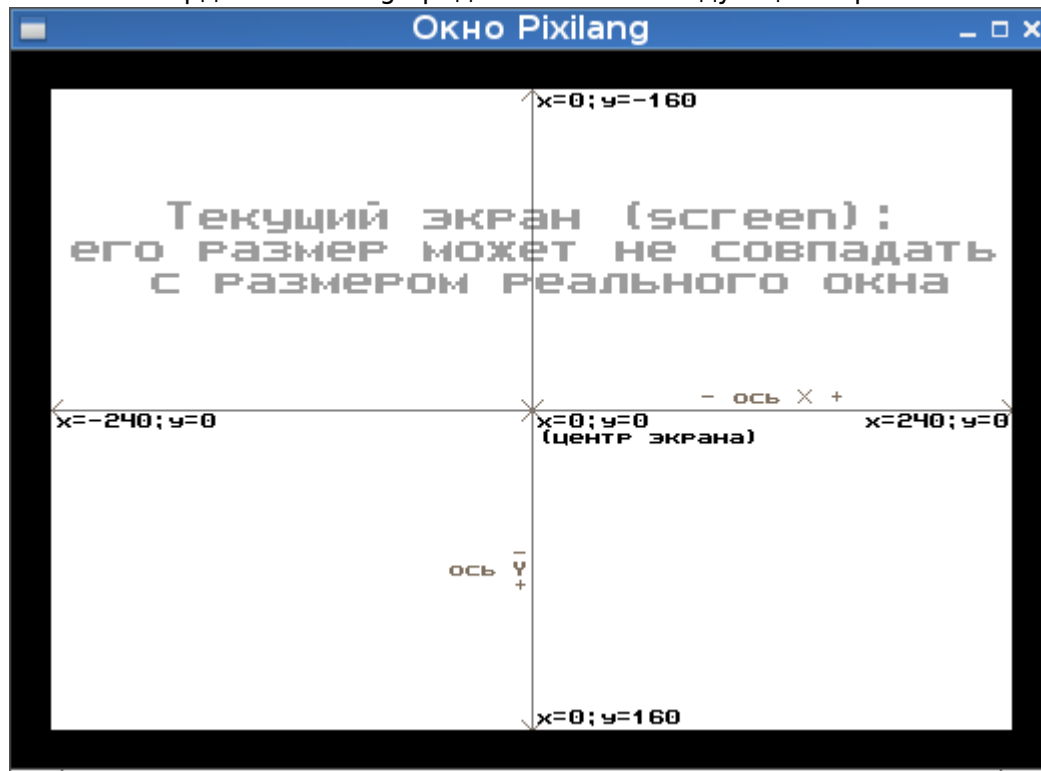 Окно Pixilang
x=0;y=-160
Текущий экран (screen):
его размер может не совпадать
с размером реального окна
- ось X +
x=-240;y=0
x=0;y=0
x=240;y=0
(центр экрана)
-
ось Y
+
x=0;y=160